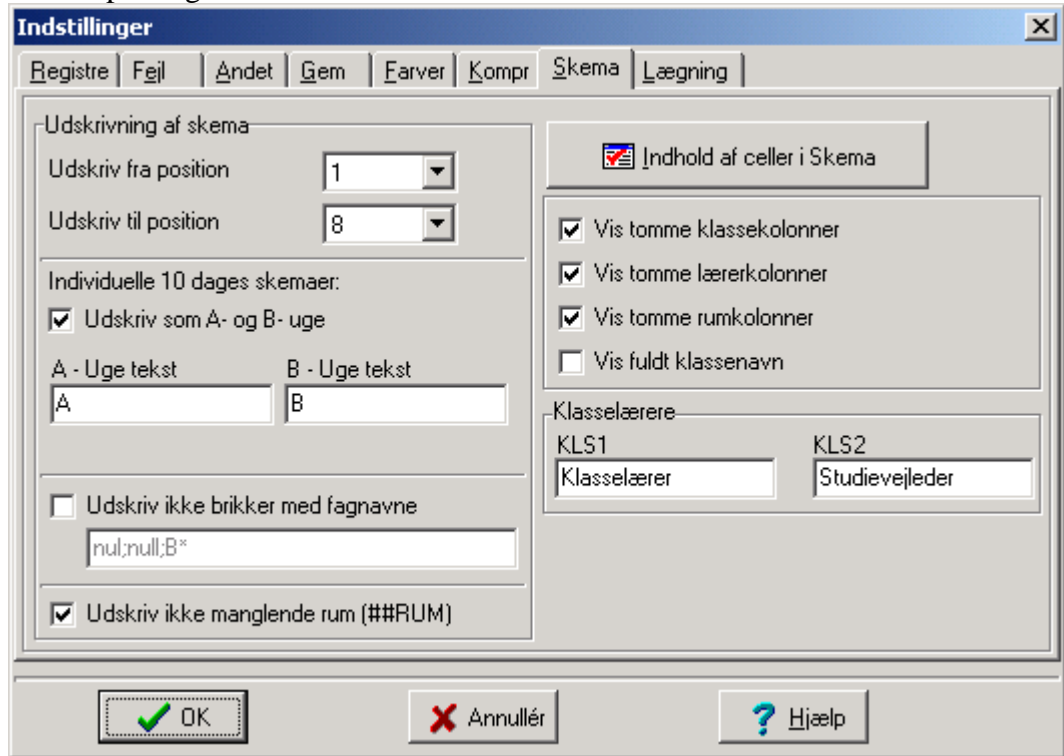 Indstillinger
Registre Fejl Andet Gem Farver Kompr Skema Lægning
Udskrivning af skema
Udskriv fra position 1
Udskriv til position 8
Individuelle 10 dages skemaer:
Udskriv som A- og B- uge
A - Uge tekst B - Uge tekst
A B
Udskriv ikke brikker med fagnavne
nul;null;B*
Udskriv ikke manglende rum (##RUM)
Indhold af celler i Skema
Vis tomme klassekolonner
Vis tomme lærerkolonner
Vis tomme rumkolonner
Vis fuldt klassenavn
Klasselærere
KLS1 KLS2
Klasselærer Studievejleder
OK Annullér Hjælp